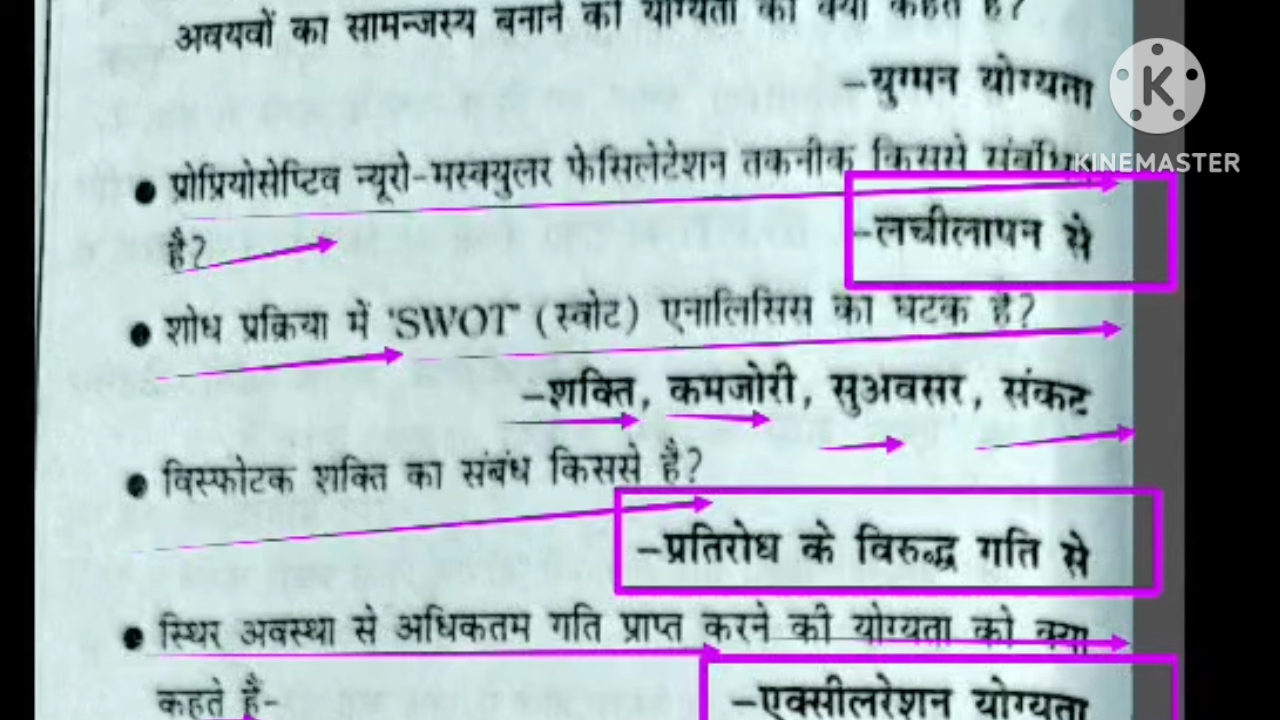 अवयवों का सामन्जस्य बनाने की योग्यता को क्या कहते हैं?
–युग्मन योग्यता
K
KINEMASTER
● प्रोप्रियोसेप्टिव न्यूरो-मस्क्युलर फेसिलेटेशन तकनीक किससे
है?
–लचीलापन से
● शोध प्रक्रिया में 'SWOT' (स्वोट) एनालिसिस का घटक है?
–शक्ति, कमजोरी, सुअवसर, संकट
● विस्फोटक शक्ति का संबंध किससे है?
–प्रतिरोध के विरुद्ध गति से
● स्थिर अवस्था से अधिकतम गति प्राप्त करने की योग्यता को क्या
कहते हैं-
–एक्सीलरेशन योग्यता